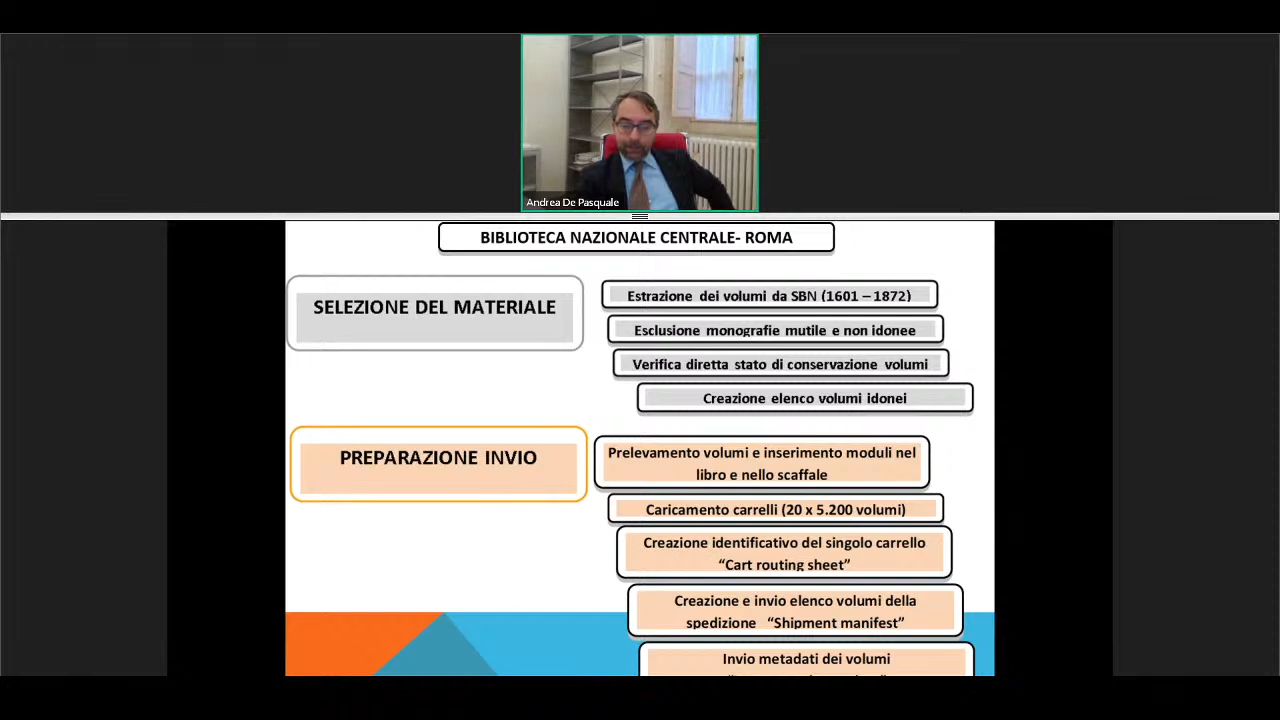 Andrea De Pasquale
BIBLIOTECA NAZIONALE CENTRALE- ROMA
SELEZIONE DEL MATERIALE
Estrazione dei volumi da SBN (1601 – 1872)
Esclusione monografie mutile e non idonee
Verifica diretta stato di conservazione volumi
Creazione elenco volumi idonei
PREPARAZIONE INVIO
Prelevamento volumi e inserimento moduli nel
libro e nello scaffale
Caricamento carrelli (20 x 5.200 volumi)
Creazione identificativo del singolo carrello
“Cart routing sheet”
Creazione e invio elenco volumi della
spedizione “Shipment manifest”
Invio metadati dei volumi